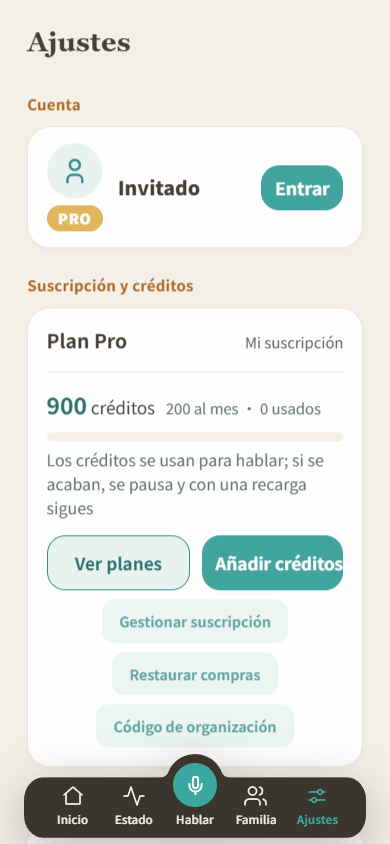 Ajustes
Cuenta
Invitado
Entrar
PRO
Suscripción y créditos
Plan Pro
Mi suscripción
900 créditos 200 al mes • 0 usados
Los créditos se usan para hablar; si se
acaban, se pausa y con una recarga
sigues
Ver planes
Añadir créditos
Gestionar suscripción
Restaurar compras
Código de organización
Inicio
Estado
Hablar
Familia
Ajustes